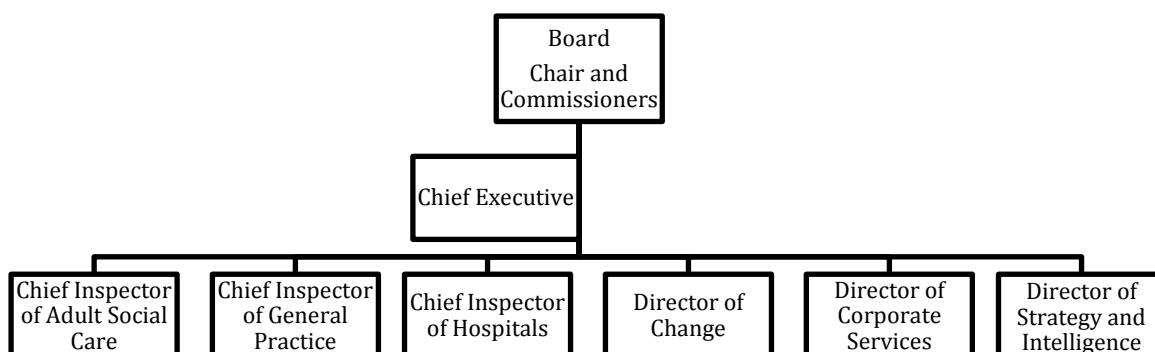 Board
Chair and
Commissioners
Chief Executive
Chief Inspector
of Adult Social
Care
Chief Inspector
of General
Practice
Chief Inspector
of Hospitals
Director of
Change
Director of
Corporate
Services
Director of
Strategy and
Intelligence